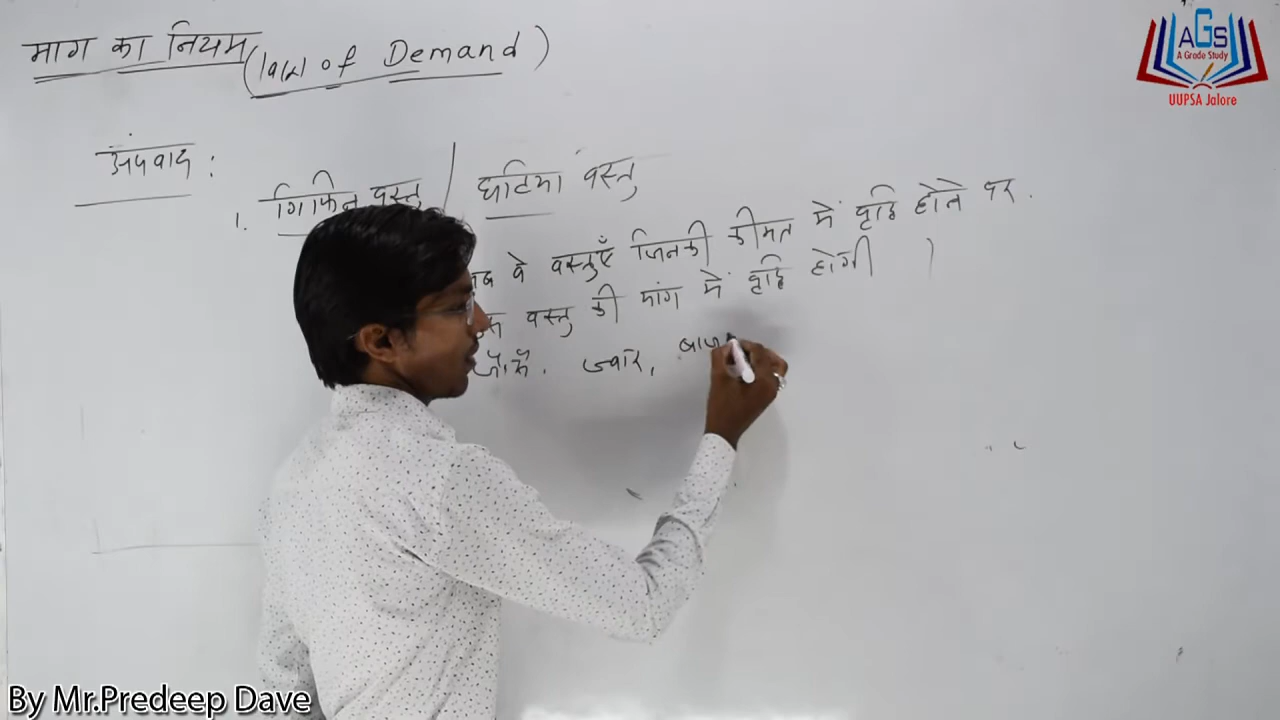 माग का नियम (law of Demand)
अपवाद :
1. गिफिन वस्तु / घटिया वस्तु
वे वस्तुएँ जिनकी कीमत में वृद्धि होने पर.
वस्तु की मांग में वृद्धि होगी ।
जैसे. ज्वार,
AGS
A Grade Study
UUPSA Jalore
By Mr.Predeep Dave